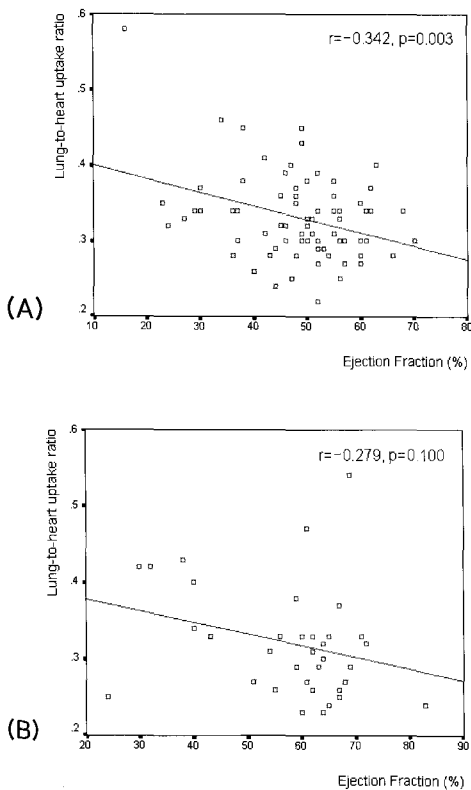 .6
r=−0.342, p=0.003
Lung-to-heart uptake ratio
.5
.4
.3
.2
(A)
10 20 30 40 50 60 70 80
Ejection Fraction (%)
.6
r=−0.279, p=0.100
Lung-to-heart uptake ratio
.5
.4
.3
.2
(B)
20 30 40 50 60 70 80 90
Ejection Fraction (%)